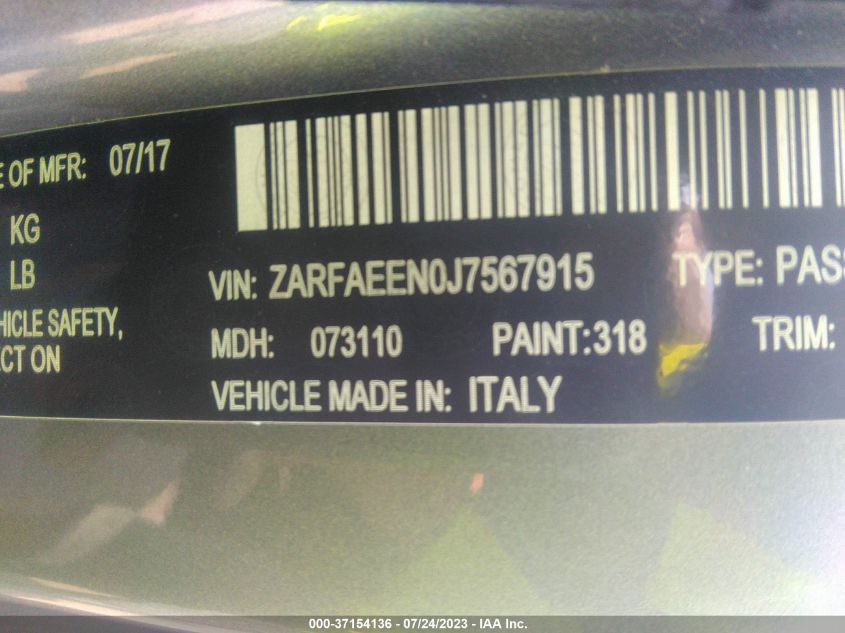 E OF MFR: 07/17
KG
LB
HICLE SAFETY,
ECT ON
VIN: ZARFAEEN0J7567915
TYPE: PASS
MDH: 073110
PAINT:318
TRIM:
VEHICLE MADE IN: ITALY
000-37154136 - 07/24/2023 - IAA Inc.